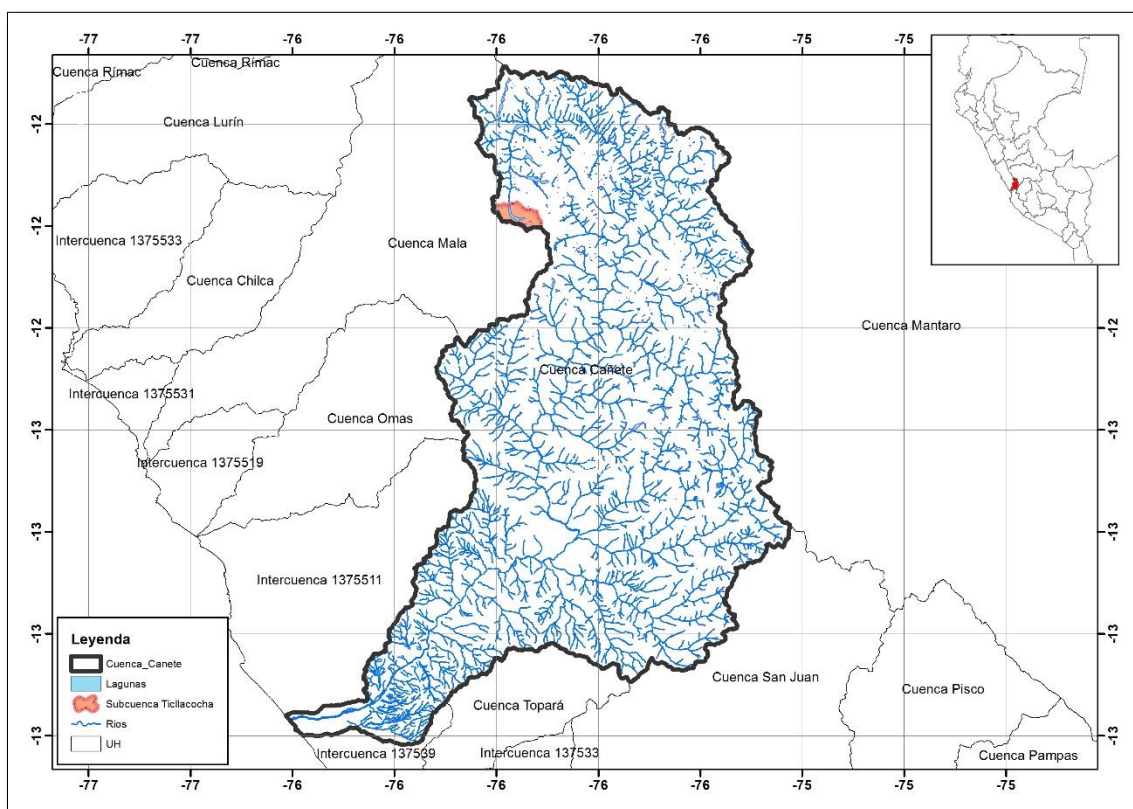 -77
-77
-76
-76
-76
-76
-76
-75
-75
Cuenca Rímac
Cuenca Rímac
Cuenca Lurín
-12
Intercuenca 1375533
Cuenca Mala
-12
Cuenca Chilca
-12
Cuenca Mantaro
-12
Cuenca Cañete
Intercuenca 1375531
Cuenca Omas
-13
-13
Intercuenca 1375519
-13
-13
Intercuenca 1375511
-13
-13
Leyenda
Cuenca_Canete
Lagunas
Subcuenca Ticllacocha
Rios
UH
Cuenca San Juan
Cuenca Pisco
Cuenca Topará
-13
-13
Intercuenca 137539
Intercuenca 137533
Cuenca Pampas
-77
-77
-76
-76
-76
-76
-76
-75
-75
-75